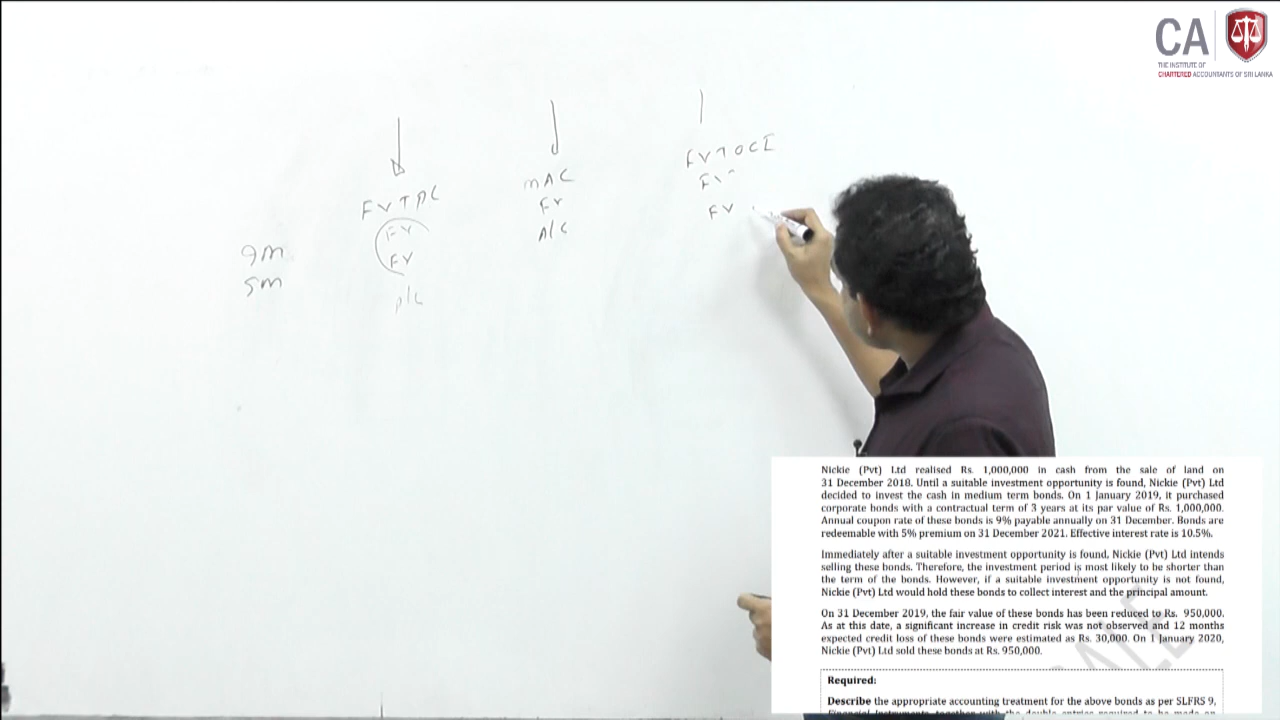 CA
THE INSTITUTE OF
CHARTERED ACCOUNTANTS OF SRI LANKA
FVTOCI
FV
FV
MAC
FV
A/C
FVTPL
FV
FV
P/L
IM
SM
Nickie (Pvt) Ltd realised Rs. 1,000,000 in cash from the sale of land on
31 December 2018. Until a suitable investment opportunity is found, Nickie (Pvt) Ltd
decided to invest the cash in medium term bonds. On 1 January 2019, it purchased
corporate bonds with a contractual term of 3 years at its par value of Rs. 1,000,000.
Annual coupon rate of these bonds is 9% payable annually on 31 December. Bonds are
redeemable with 5% premium on 31 December 2021. Effective interest rate is 10.5%.
Immediately after a suitable investment opportunity is found, Nickie (Pvt) Ltd intends
selling these bonds. Therefore, the investment period is most likely to be shorter than
the term of the bonds. However, if a suitable investment opportunity is not found,
Nickie (Pvt) Ltd would hold these bonds to collect interest and the principal amount.
On 31 December 2019, the fair value of these bonds has been reduced to Rs. 950,000.
As at this date, a significant increase in credit risk was not observed and 12 months
expected credit loss of these bonds were estimated as Rs. 30,000. On 1 January 2020,
Nickie (Pvt) Ltd sold these bonds at Rs. 950,000.
Required:
Describe the appropriate accounting treatment for the above bonds as per SLFRS 9,